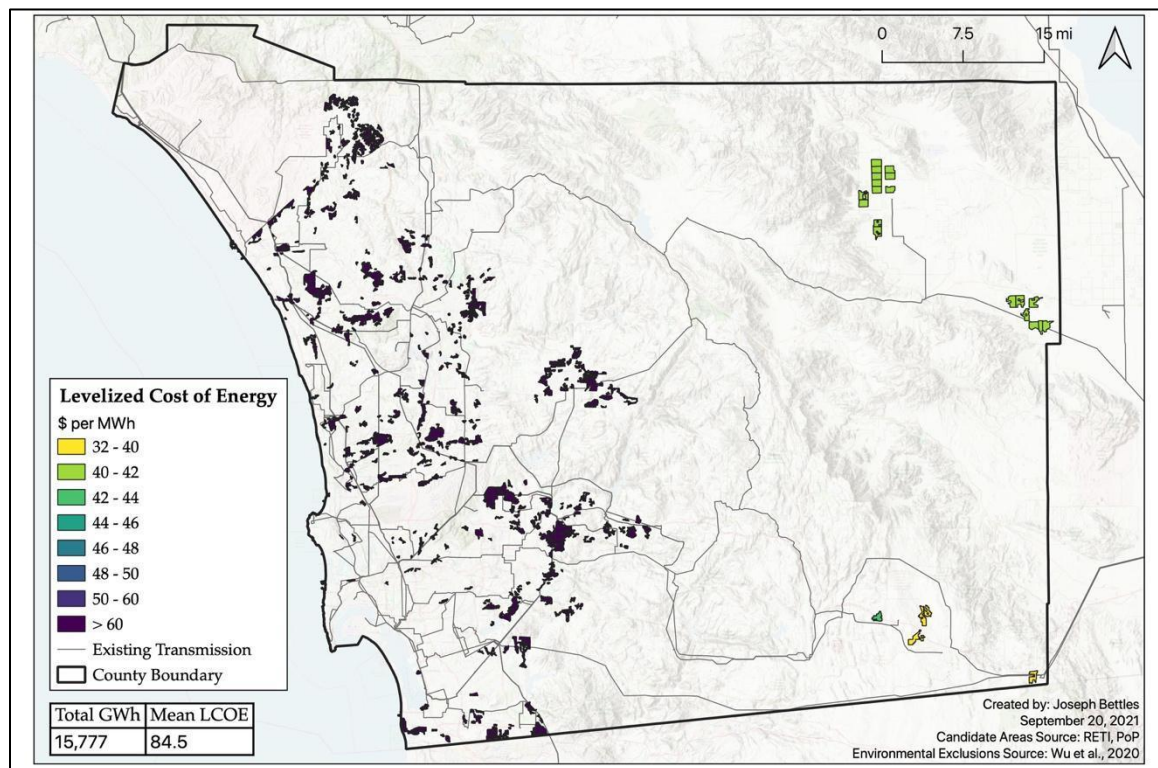 0 7.5 15 mi
Levelized Cost of Energy
$ per MWh
32 - 40
40 - 42
42 - 44
44 - 46
46 - 48
48 - 50
50 - 60
> 60
Existing Transmission
County Boundary
Total GWh Mean LCOE
15,777 84.5
Created by: Joseph Bettles
September 20, 2021
Candidate Areas Source: RETI, PoP
Environmental Exclusions Source: Wu et al., 2020